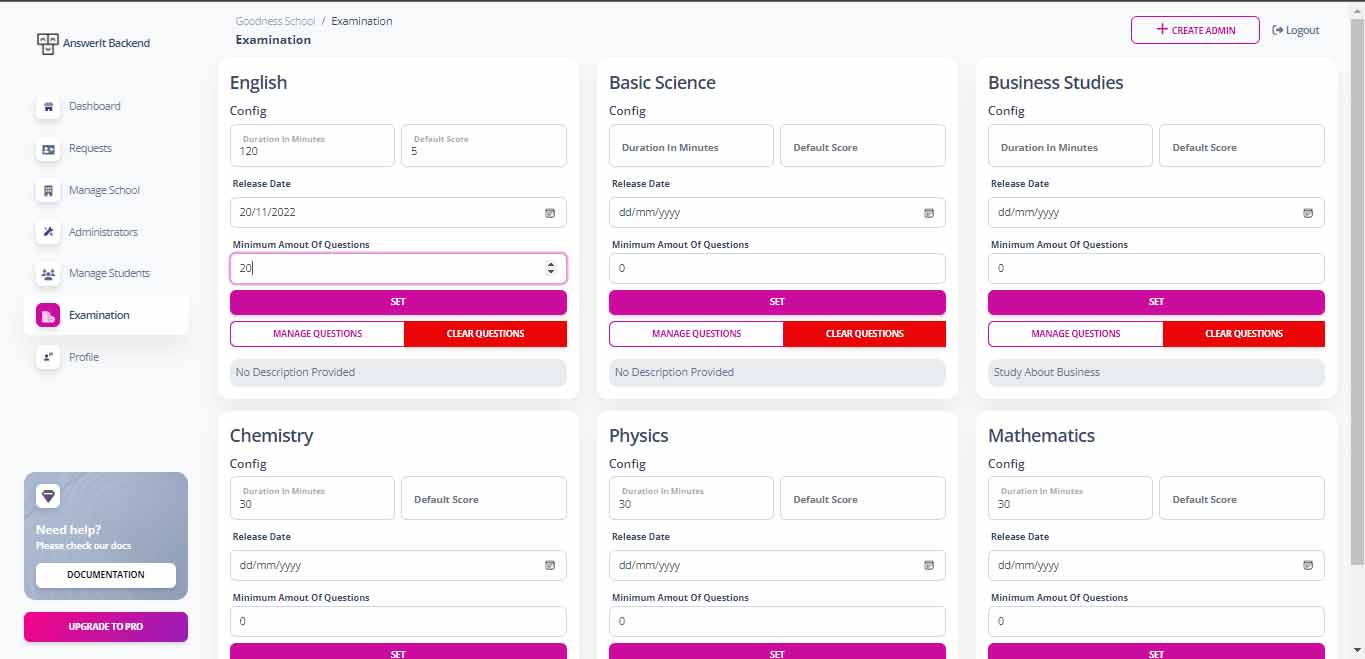 Goodness School / Examination
Examination
CREATE ADMIN
Logout
AnswerIt Backend
Dashboard
Requests
Manage School
Administrators
Manage Students
Examination
Profile
Need help?
Please check our docs
DOCUMENTATION
UPGRADE TO PRO
English
Config
Duration In Minutes
120
Default Score
5
Release Date
20/11/2022
Minimum Amout Of Questions
20
SET
MANAGE QUESTIONS
CLEAR QUESTIONS
No Description Provided
Basic Science
Config
Duration In Minutes
Default Score
Release Date
dd/mm/yyyy
Minimum Amout Of Questions
0
SET
MANAGE QUESTIONS
CLEAR QUESTIONS
No Description Provided
Business Studies
Config
Duration In Minutes
Default Score
Release Date
dd/mm/yyyy
Minimum Amout Of Questions
0
SET
MANAGE QUESTIONS
CLEAR QUESTIONS
Study About Business
Chemistry
Config
Duration In Minutes
30
Default Score
Release Date
dd/mm/yyyy
Minimum Amout Of Questions
0
SET
Physics
Config
Duration In Minutes
30
Default Score
Release Date
dd/mm/yyyy
Minimum Amout Of Questions
0
SET
Mathematics
Config
Duration In Minutes
30
Default Score
Release Date
dd/mm/yyyy
Minimum Amout Of Questions
0
SET